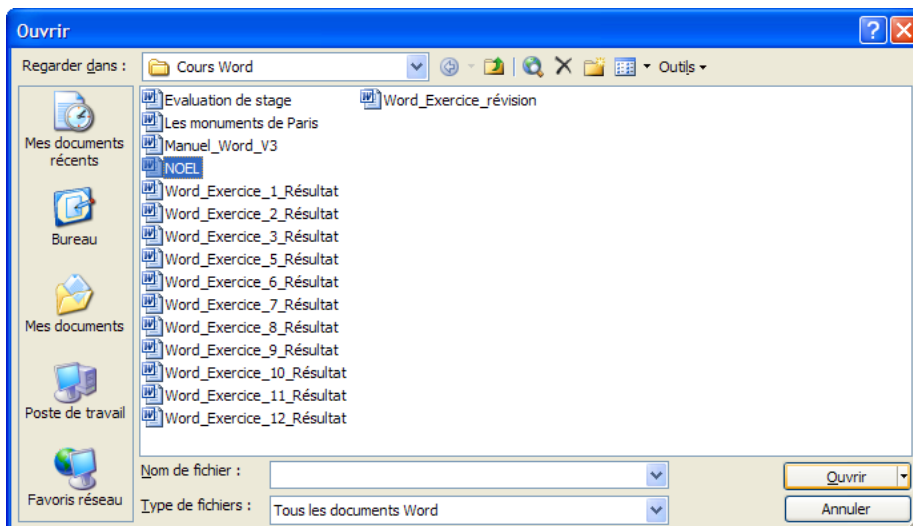 Ouvrir
Regarder dans :
Cours Word
Outils
Mes documents récents
Bureau
Mes documents
Poste de travail
Favoris réseau
Evaluation de stage
Les monuments de Paris
Manuel_Word_V3
NOEL
Word_Exercice_1_Résultat
Word_Exercice_2_Résultat
Word_Exercice_3_Résultat
Word_Exercice_5_Résultat
Word_Exercice_6_Résultat
Word_Exercice_7_Résultat
Word_Exercice_8_Résultat
Word_Exercice_9_Résultat
Word_Exercice_10_Résultat
Word_Exercice_11_Résultat
Word_Exercice_12_Résultat
Word_Exercice_révision
Nom de fichier :
Ouvrir
Type de fichiers :
Tous les documents Word
Annuler